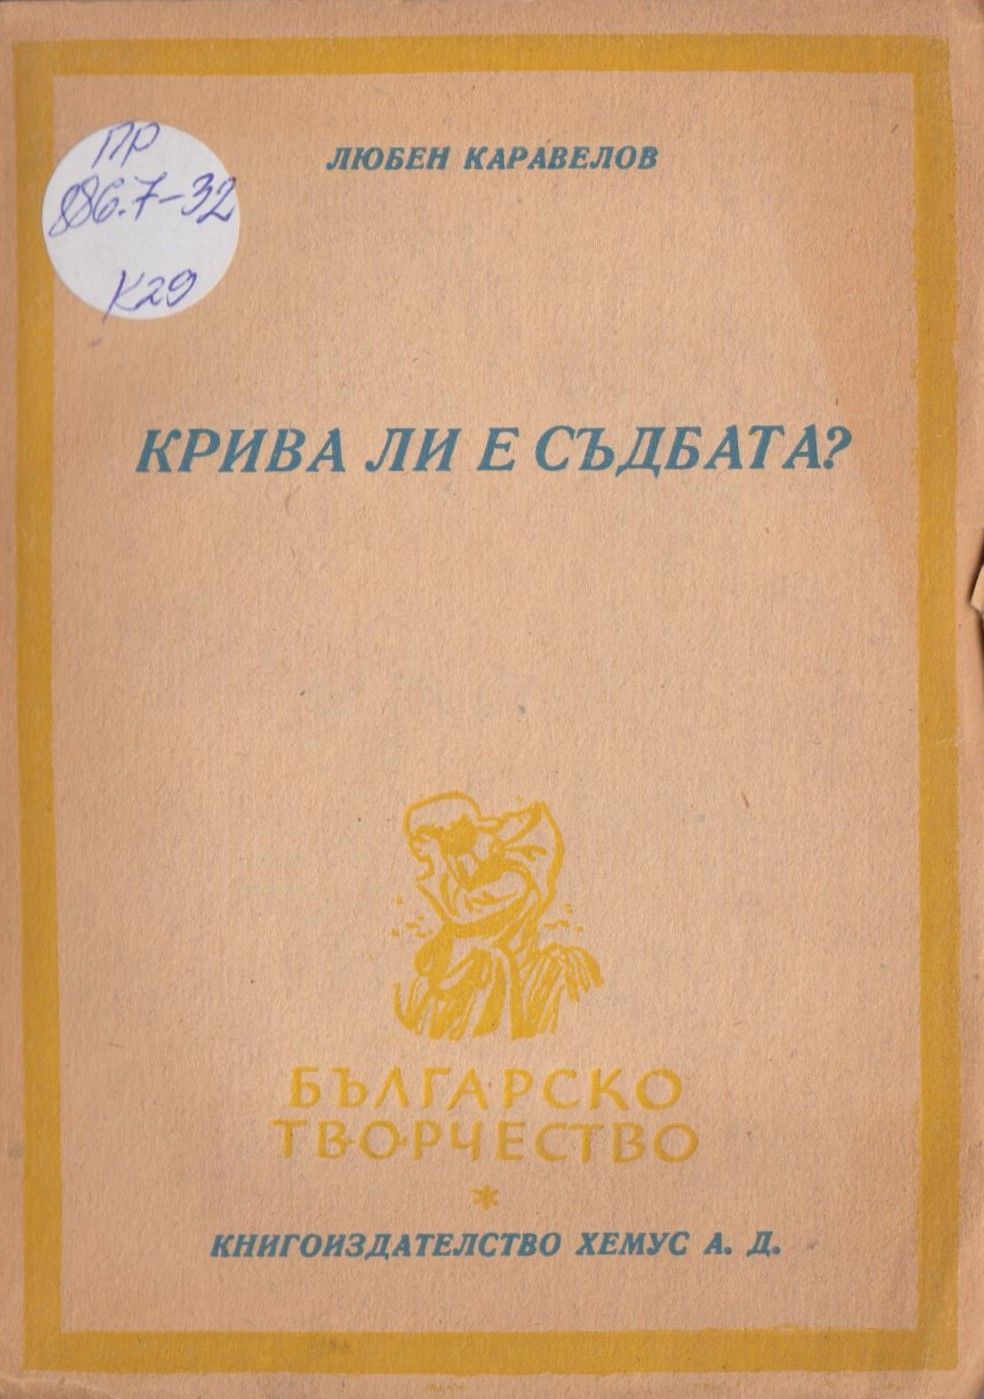 ПР
886.7-32
К29
ЛЮБЕН КАРАВЕЛОВ
КРИВА ЛИ Е СЪДБАТА?
БЪЛГАРСКО
ТВОРЧЕСТВО
*
КНИГОИЗДАТЕЛСТВО ХЕМУС А. Д.